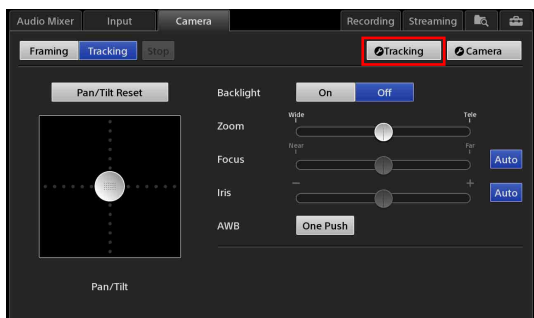 Audio Mixer Input Camera Recording Streaming
Framing Tracking Stop Tracking Camera
Pan/Tilt Reset
Backlight On Off
Wide Tele
Zoom
Near Far
Focus Auto
− +
Iris Auto
AWB One Push
Pan/Tilt